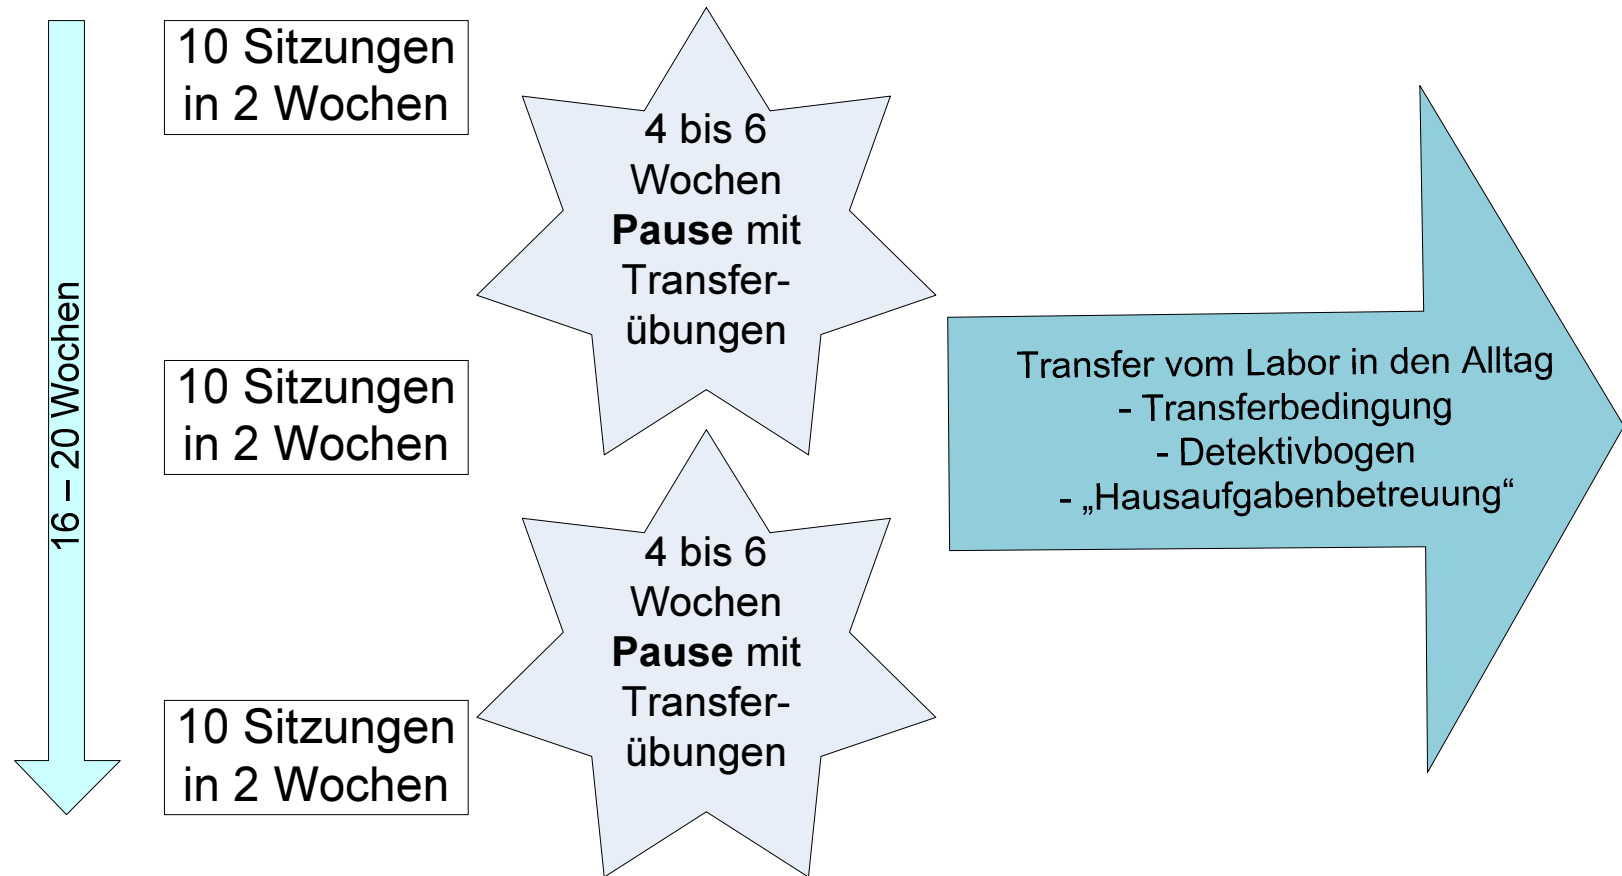 16 – 20 Wochen
10 Sitzungen
in 2 Wochen
4 bis 6
Wochen
Pause mit
Transfer-
übungen
10 Sitzungen
in 2 Wochen
4 bis 6
Wochen
Pause mit
Transfer-
übungen
10 Sitzungen
in 2 Wochen
Transfer vom Labor in den Alltag
- Transferbedingung
- Detektivbogen
- „Hausaufgabenbetreuung“